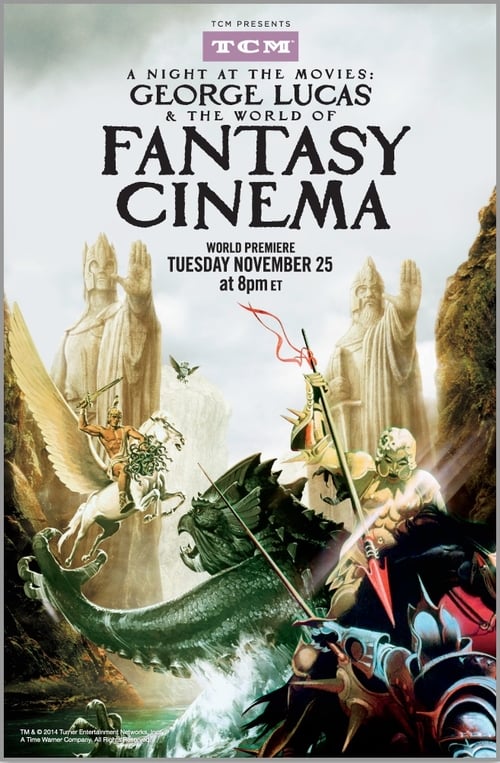 TCM PRESENTS
TCM
A NIGHT AT THE MOVIES:
GEORGE LUCAS
& THE WORLD OF
FANTASY
CINEMA
WORLD PREMIERE
TUESDAY NOVEMBER 25
at 8pm ET
TM & © 2014 Turner Entertainment Networks, Inc.
A Time Warner Company. All Rights Reserved.